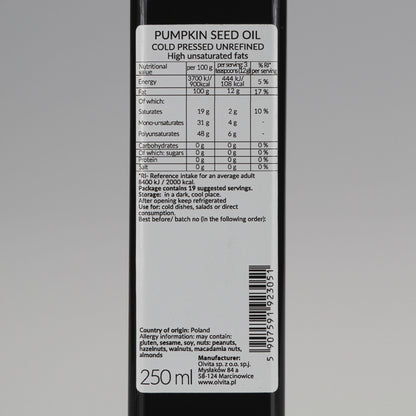 PUMPKIN SEED OIL
COLD PRESSED UNREFINED
High unsaturated fats
Nutritional value per 100 g per serving: 3 teaspoons (12g) % RI* per serving
Energy 3700 kJ/ 900kcal 444 kJ/ 108 kcal 5 %
Fat 100 g 12 g 17 %
Of which:
Saturates 19 g 2 g 10 %
Mono-unsaturates 31 g 4 g -
Polyunsaturates 48 g 6 g -
Carbohydrates 0 g 0 g 0%
Of which: sugars 0 g 0 g 0%
Protein 0 g 0 g 0%
Salt 0 g 0 g 0%
*RI- Reference intake for an average adult
8400 kJ / 2000 kcal
Package contains 19 suggested servings.
Storage: in a dark, cool place.
After opening keep refrigerated
Use for: cold dishes, salads or direct
consumption.
Best before/ batch no (in the following order):
Country of origin: Poland
Allergy information: may contain:
gluten, sesame, soy, nuts: peanuts,
hazelnuts, walnuts, macadamia nuts,
almonds
Manufacturer:
Olvita sp. z o.o, sp.j.
Mysłaków 84 a
58-124 Marcinowice
www.olvita.pl
250 ml
5 907591 923051